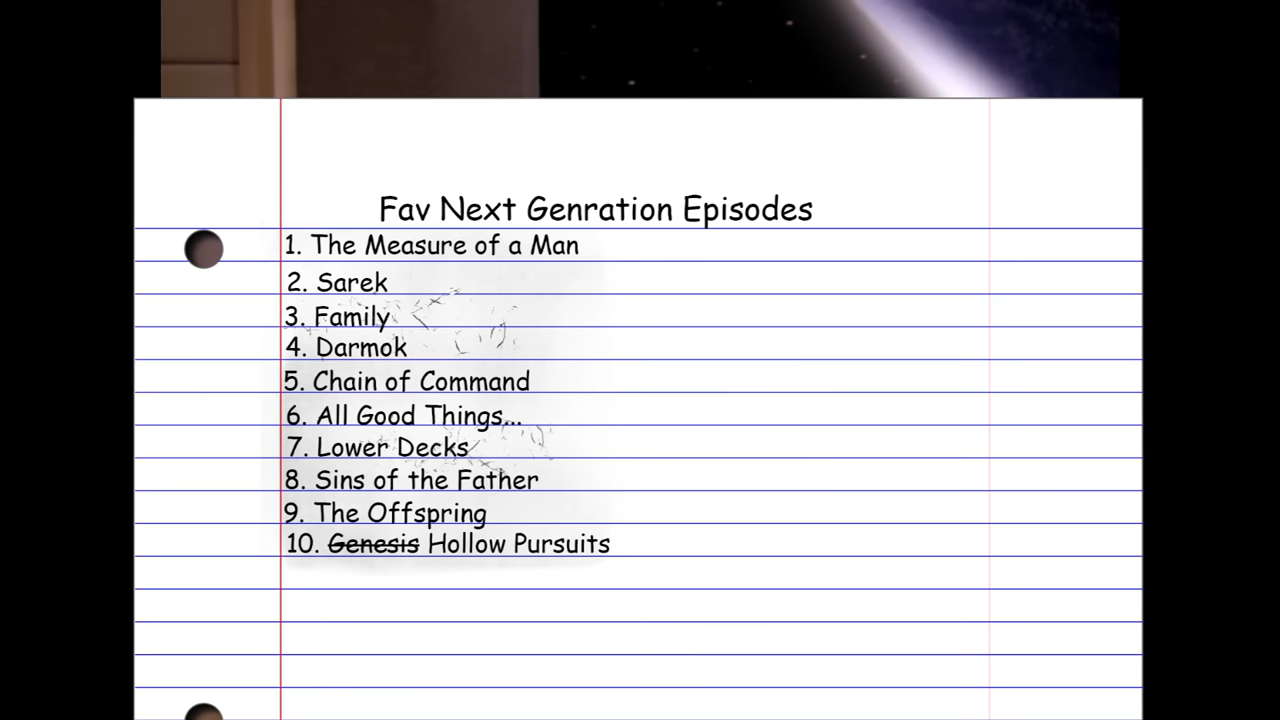 Fav Next Genration Episodes
1. The Measure of a Man
2. Sarek
3. Family
4. Darmok
5. Chain of Command
6. All Good Things...
7. Lower Decks
8. Sins of the Father
9. The Offspring
10. Genesis Hollow Pursuits